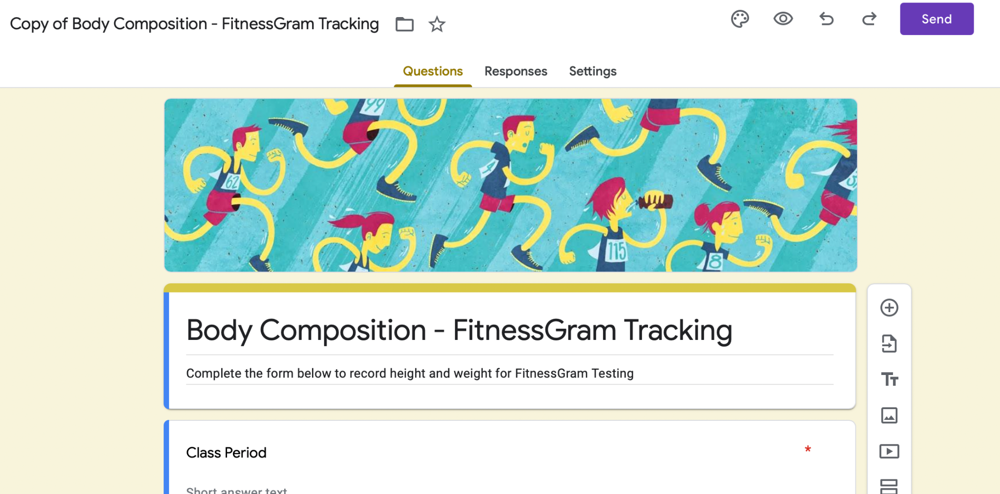 Copy of Body Composition - FitnessGram Tracking
Send
Questions Responses Settings
99
62
4
115
8
Body Composition - FitnessGram Tracking
Complete the form below to record height and weight for FitnessGram Testing
Class Period *
Short answer text